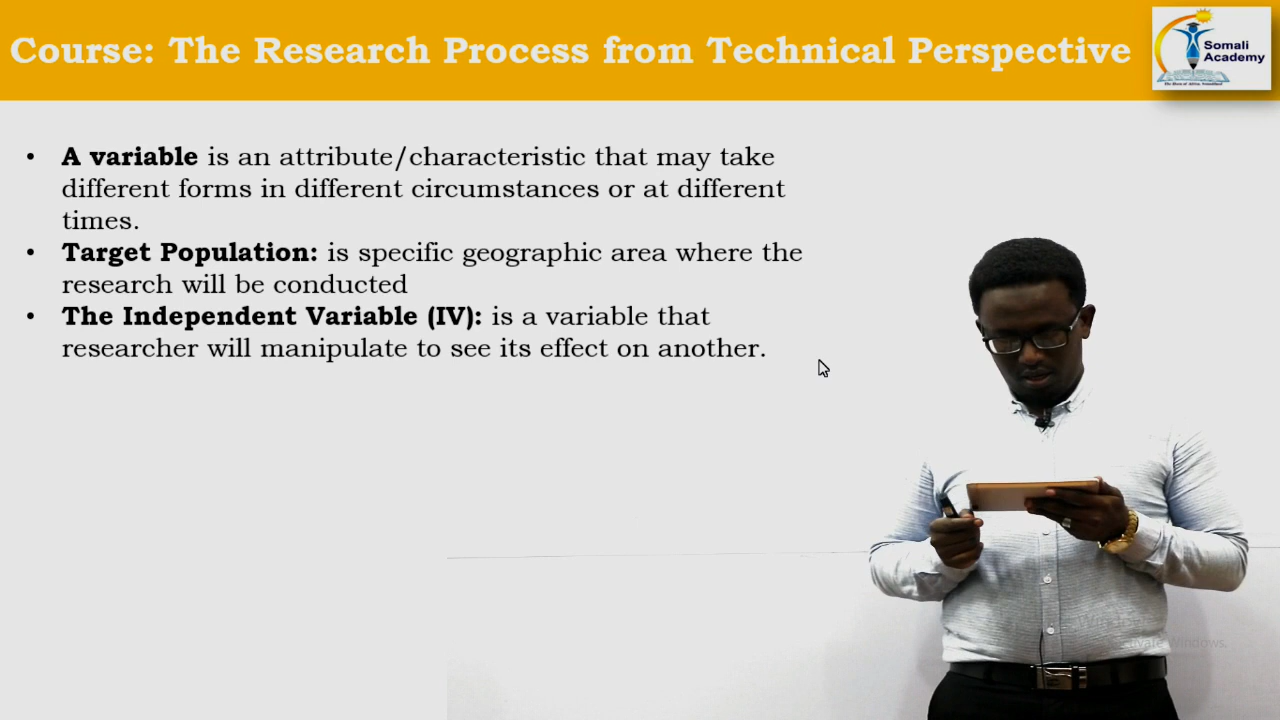 Course: The Research Process from Technical Perspective
Somali
Academy
• A variable is an attribute/characteristic that may take
different forms in different circumstances or at different
times.
• Target Population: is specific geographic area where the
research will be conducted
• The Independent Variable (IV): is a variable that
researcher will manipulate to see its effect on another.
Windows.